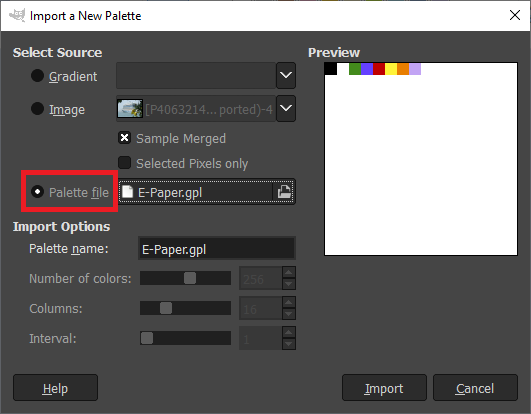 Import a New Palette
Select Source
Preview
Gradient
Image
[P4063214... ported)-4
Sample Merged
Selected Pixels only
Palette file
E-Paper.gpl
Import Options
Palette name:
E-Paper.gpl
Number of colors:
256
Columns:
16
Interval:
1
Help
Import
Cancel